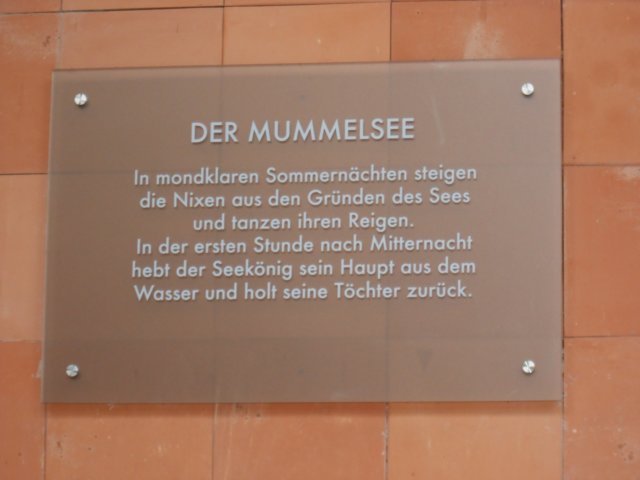 DER MUMMELSEE
In mondklaren Sommernächten steigen
die Nixen aus den Gründen des Sees
und tanzen ihren Reigen.
In der ersten Stunde nach Mitternacht
hebt der Seekönig sein Haupt aus dem
Wasser und holt seine Töchter zurück.